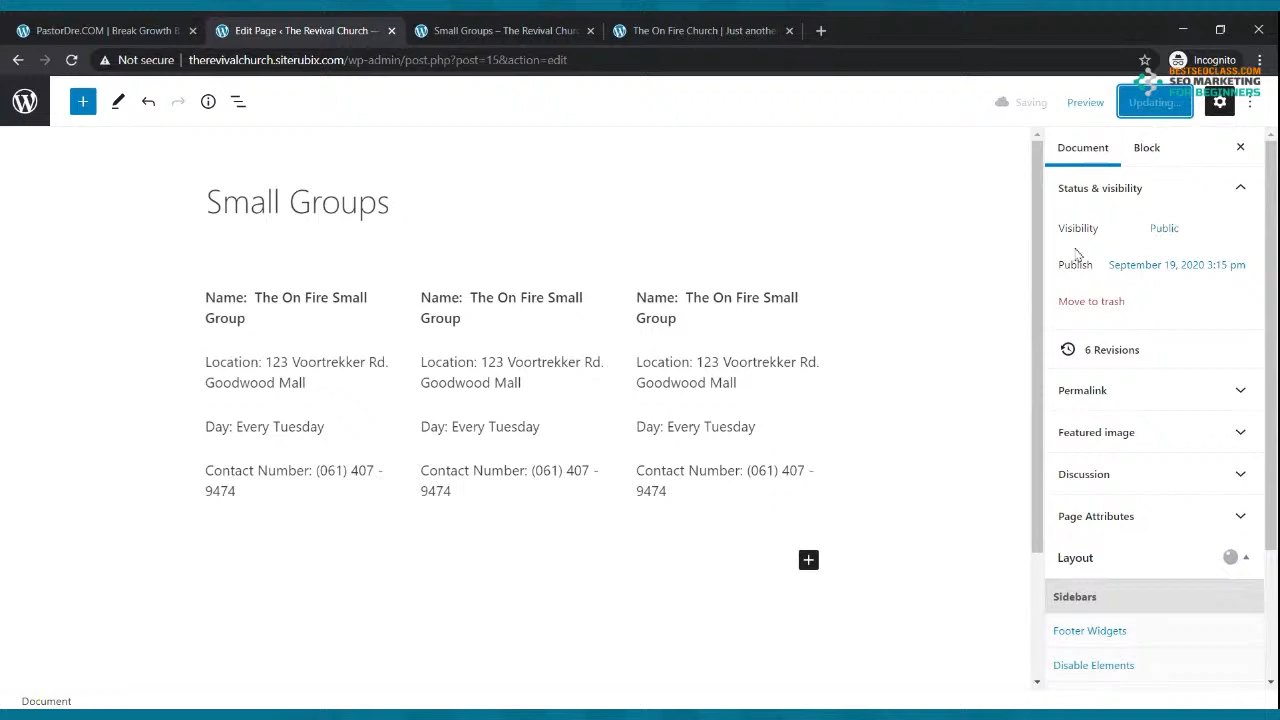 PastorDre.COM | Break Growth B
Edit Page ‹ The Revival Church —
Small Groups – The Revival Churc
The On Fire Church | Just anothe
Not secure
therevivalchurch.siterubix.com/wp-admin/post.php?post=15&action=edit
Incognito
BESTSEOCLASS.COM
SEO MARKETING
FOR BEGINNERS
Saving
Preview
Updating…
Document
Block
Small Groups
Name: The On Fire Small
Group
Location: 123 Voortrekker Rd.
Goodwood Mall
Day: Every Tuesday
Contact Number: (061) 407 -
9474
Name: The On Fire Small
Group
Location: 123 Voortrekker Rd.
Goodwood Mall
Day: Every Tuesday
Contact Number: (061) 407 -
9474
Name: The On Fire Small
Group
Location: 123 Voortrekker Rd.
Goodwood Mall
Day: Every Tuesday
Contact Number: (061) 407 -
9474
Status & visibility
Visibility
Public
Publish
September 19, 2020 3:15 pm
Move to trash
6 Revisions
Permalink
Featured image
Discussion
Page Attributes
Layout
Sidebars
Footer Widgets
Disable Elements
Document